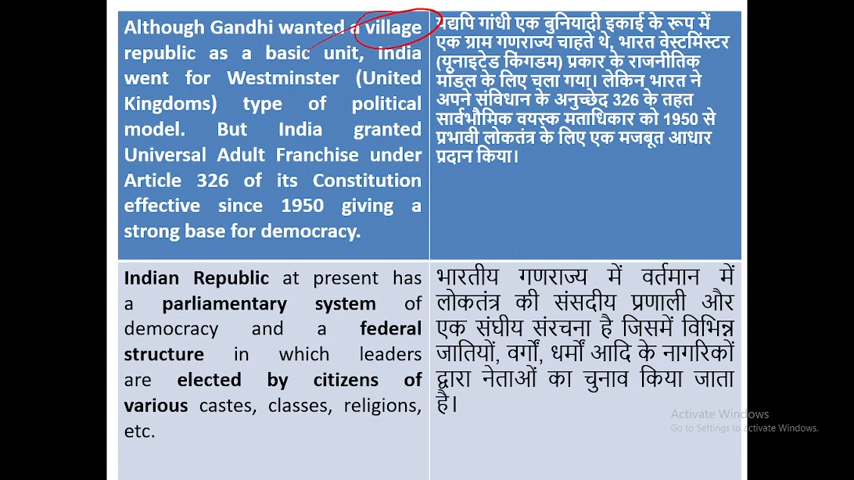 Although Gandhi wanted a village
republic as a basic unit, India
went for Westminster (United
Kingdoms) type of political
model. But India granted
Universal Adult Franchise under
Article 326 of its Constitution
effective since 1950 giving a
strong base for democracy.
यद्यपि गांधी एक बुनियादी इकाई के रूप में
एक ग्राम गणराज्य चाहते थे, भारत वेस्टमिंस्टर
(यूनाइटेड किंगडम) प्रकार के राजनीतिक
मॉडल के लिए चला गया। लेकिन भारत ने
अपने संविधान के अनुच्छेद 326 के तहत
सार्वभौमिक वयस्क मताधिकार को 1950 से
प्रभावी लोकतंत्र के लिए एक मजबूत आधार
प्रदान किया।
Indian Republic at present has
a parliamentary system of
democracy and a federal
structure in which leaders
are elected by citizens of
various castes, classes, religions,
etc.
भारतीय गणराज्य में वर्तमान में
लोकतंत्र की संसदीय प्रणाली और
एक संघीय संरचना है जिसमें विभिन्न
जातियों, वर्गों, धर्मों आदि के नागरिकों
द्वारा नेताओं का चुनाव किया जाता
है।
Activate Windows
Go to Settings to activate Windows.